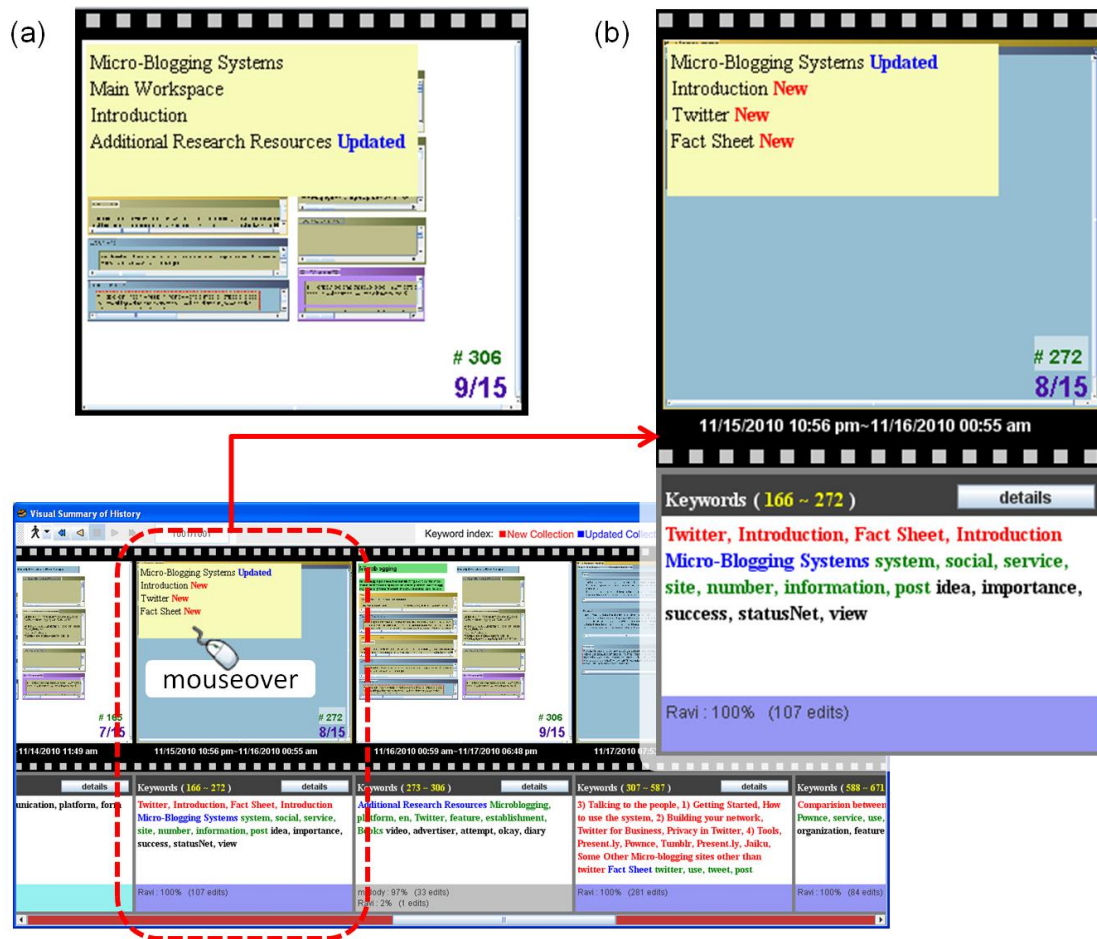 (a)
Micro-Blogging Systems
Main Workspace
Introduction
Additional Research Resources Updated
# 306
9/15
(b)
Micro-Blogging Systems Updated
Introduction New
Twitter New
Fact Sheet New
# 272
8/15
11/15/2010 10:56 pm~11/16/2010 00:55 am
Keywords ( 166 ~ 272 ) details
Twitter, Introduction, Fact Sheet, Introduction
Micro-Blogging Systems system, social, service,
site, number, information, post idea, importance,
success, statusNet, view
Ravi : 100% (107 edits)
Visual Summary of History
Keyword index: New Collection Updated
Micro-Blogging Systems Updated
Introduction New
Twitter New
Fact Sheet New
mouseover
Microblogging
# 165
7/15
# 272
8/15
# 306
9/15
~11/14/2010 11:49 am
11/15/2010 10:56 pm~11/16/2010 00:55 am
11/16/2010 00:59 am~11/17/2010 06:48 pm
details
Keywords ( 166 ~ 272 ) details
Keywords ( 273 ~ 306 ) details
Keywords ( 307 ~ 587 ) details
Keywords ( 588 ~ 671
platform,
Twitter, Introduction, Fact Sheet, Introduction
Micro-Blogging Systems system, social, service,
site, number, information, post idea, importance,
success, statusNet, view
Additional Research Resources Microblogging,
platform, en, Twitter, feature, establishment,
Books video, advertiser, attempt, okay, diary
3) Talking to the people, 1) Getting Started, How
to use the system, 2) Building your network,
Twitter for Business, Privacy in Twitter, 4) Tools,
Present.ly, Pownce, Tumblr, Present.ly, Jaiku,
Some Other Micro-blogging sites other than
twitter Fact Sheet twitter, use, tweet, post
Comparision between
Pownce, service, use,
organization, feature
Ravi : 100% (107 edits)
97% (33 edits)
Ravi : 2% (1 edits)
Ravi : 100% (281 edits)
Ravi : 100% (84 edits)